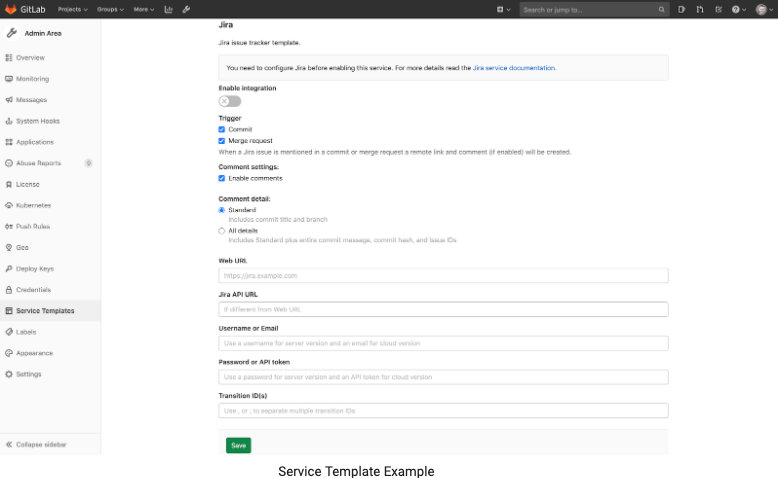 GitLab Projects Groups More Search or jump to...
Admin Area
Overview
Monitoring
Messages
System Hooks
Applications
Abuse Reports 0
License
Kubernetes
Push Rules
Geo
Deploy Keys
Credentials
Service Templates
Labels
Appearance
Settings
Collapse sidebar
Jira
Jira issue tracker template.
You need to configure Jira before enabling this service. For more details read the Jira service documentation.
Enable integration
Trigger
Commit
Merge request
When a Jira issue is mentioned in a commit or merge request a remote link and comment (if enabled) will be created.
Comment settings:
Enable comments
Comment detail:
Standard
Includes commit title and branch
All details
Includes Standard plus entire commit message, commit hash, and issue IDs
Web URL
https://jira.example.com
Jira API URL
If different from Web URL
Username or Email
Use a username for server version and an email for cloud version
Password or API token
Use a password for server version and an API token for cloud version
Transition ID(s)
Use , or ; to separate multiple transition IDs
Save
Service Template Example